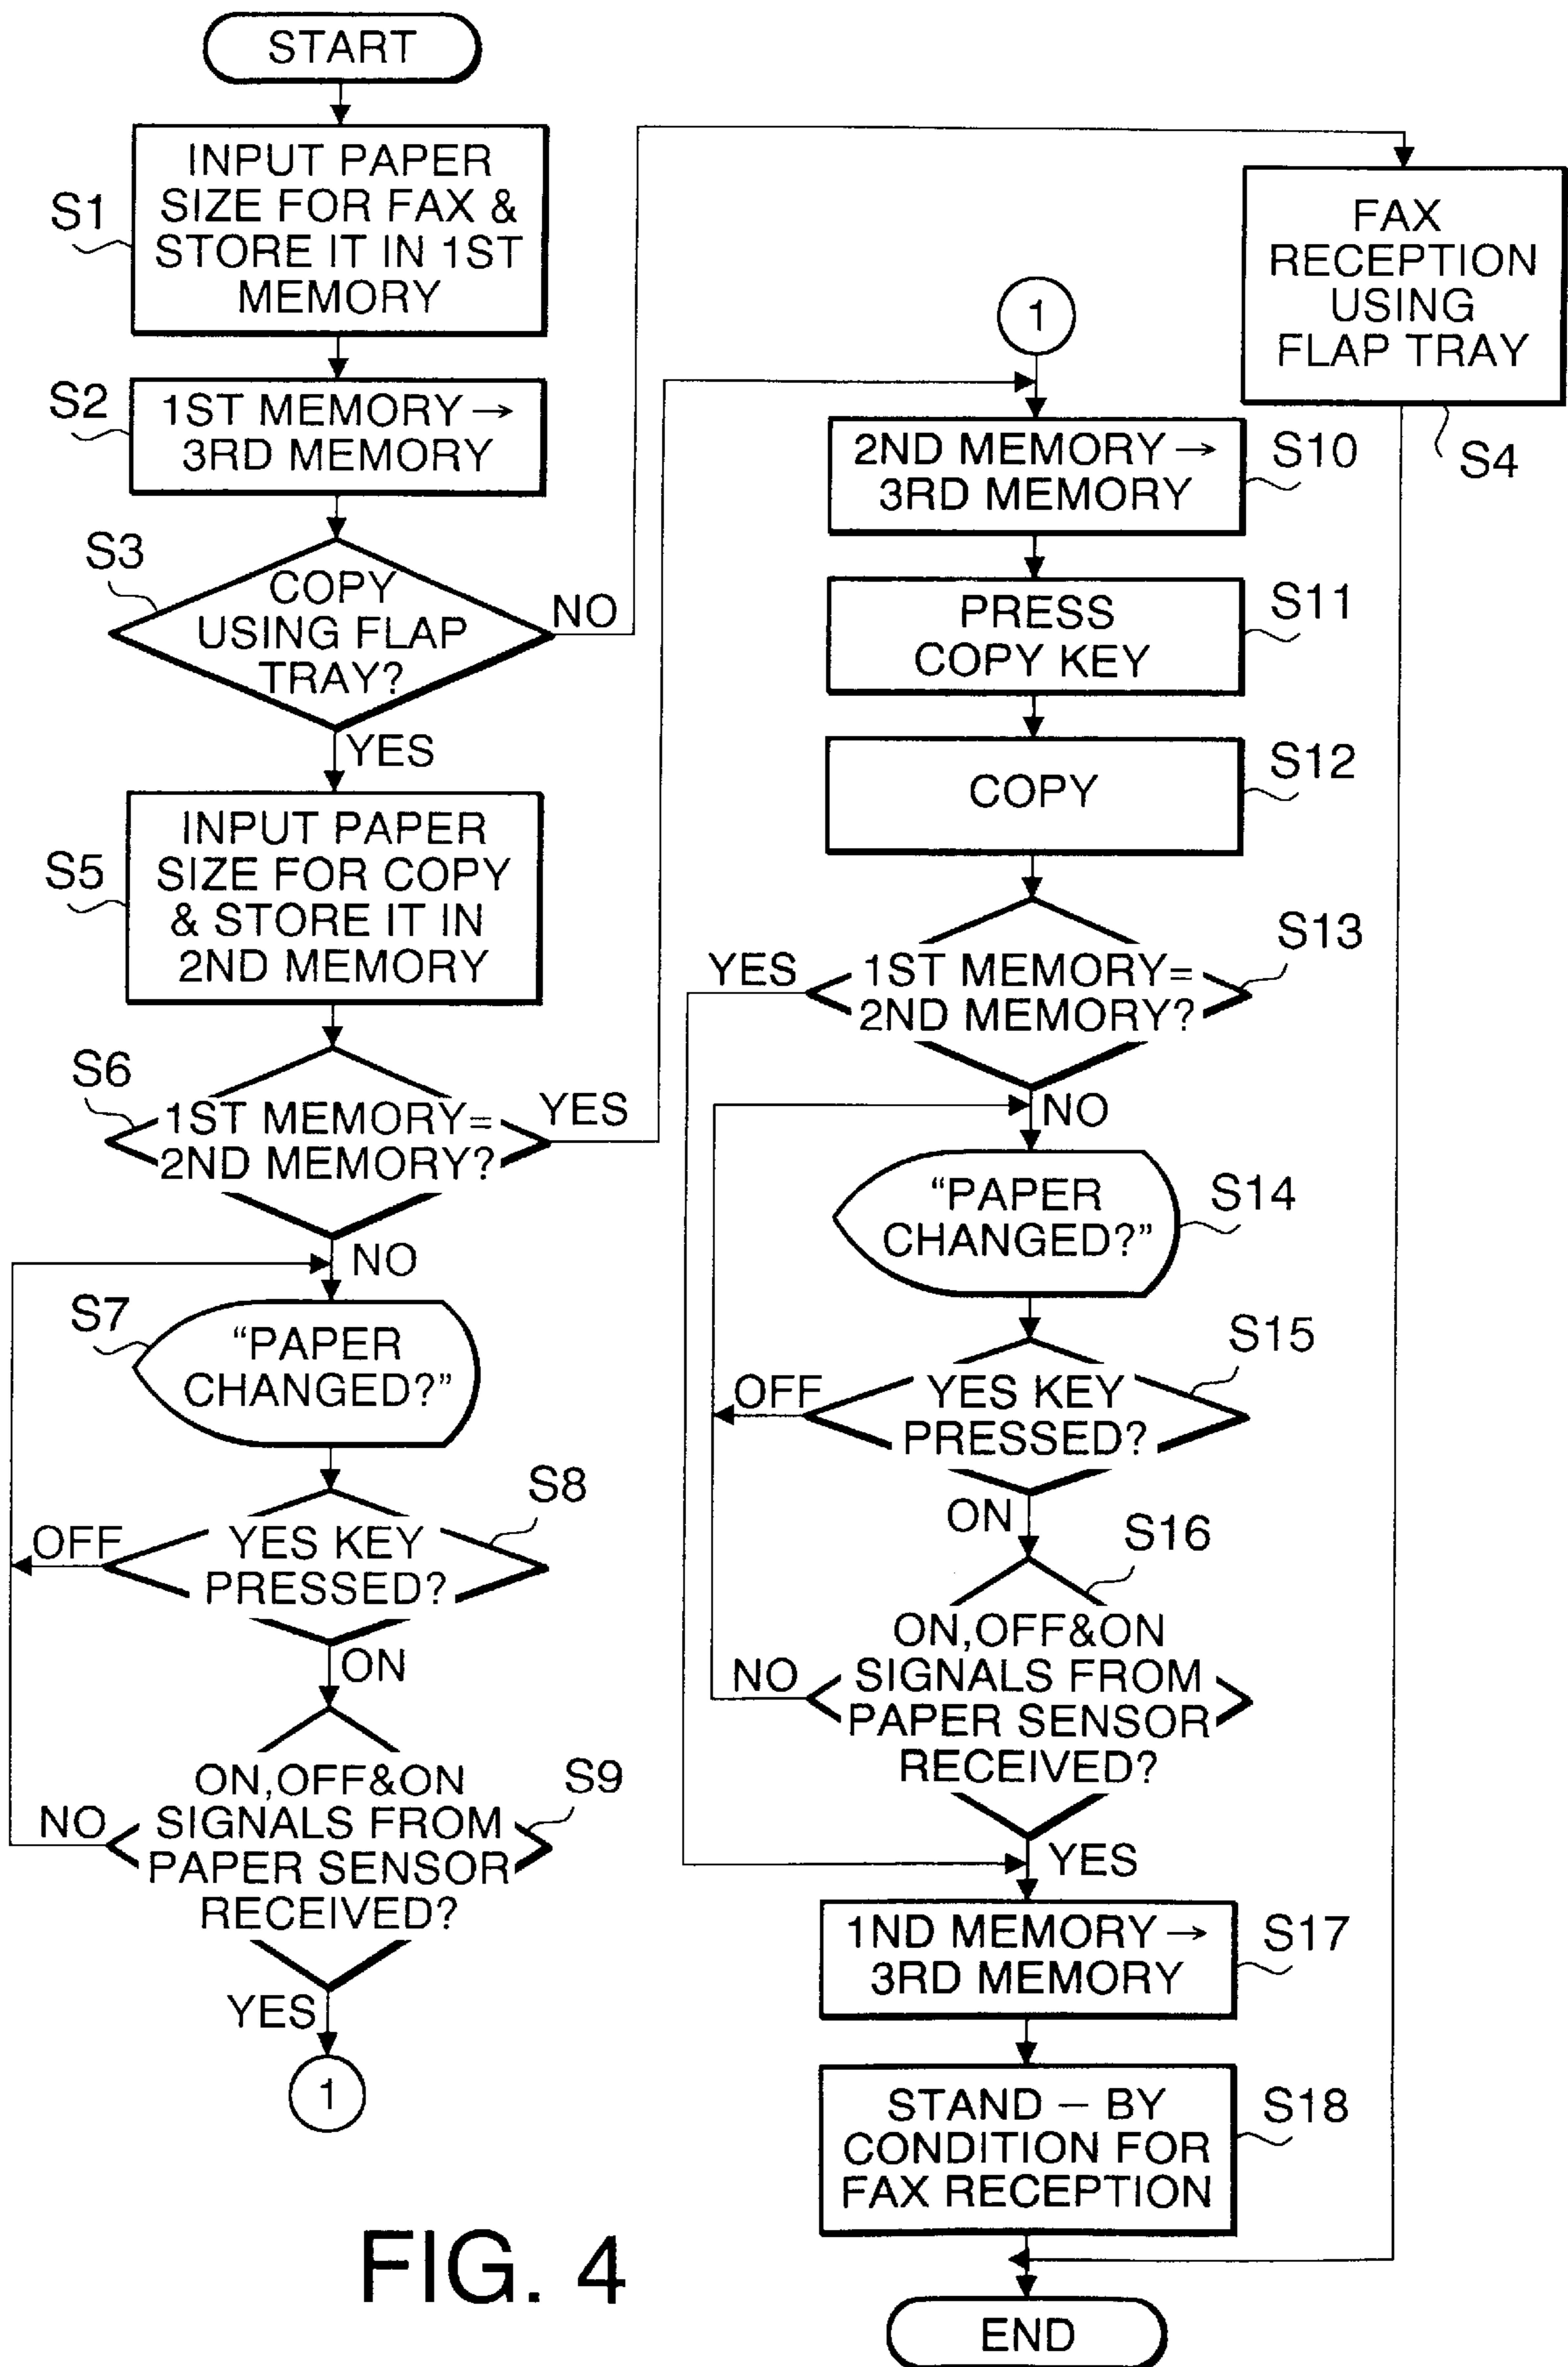 START
S1
INPUT PAPER
SIZE FOR FAX &
STORE IT IN 1ST
MEMORY
S2
1ST MEMORY →
3RD MEMORY
S3
COPY
USING FLAP
TRAY?
NO
YES
S5
INPUT PAPER
SIZE FOR COPY
& STORE IT IN
2ND MEMORY
S6
1ST MEMORY=
2ND MEMORY?
YES
NO
S7
“PAPER
CHANGED?”
S8
YES KEY
PRESSED?
OFF
ON
S9
ON,OFF&ON
SIGNALS FROM
PAPER SENSOR
RECEIVED?
NO
YES
1
FAX
RECEPTION
USING
FLAP TRAY
S4
1
2ND MEMORY →
3RD MEMORY
S10
PRESS
COPY KEY
S11
COPY
S12
1ST MEMORY=
2ND MEMORY?
S13
YES
NO
“PAPER
CHANGED?”
S14
YES KEY
PRESSED?
S15
OFF
ON
S16
ON,OFF&ON
SIGNALS FROM
PAPER SENSOR
RECEIVED?
NO
YES
1ND MEMORY →
3RD MEMORY
S17
STAND – BY
CONDITION FOR
FAX RECEPTION
S18
END
FIG. 4